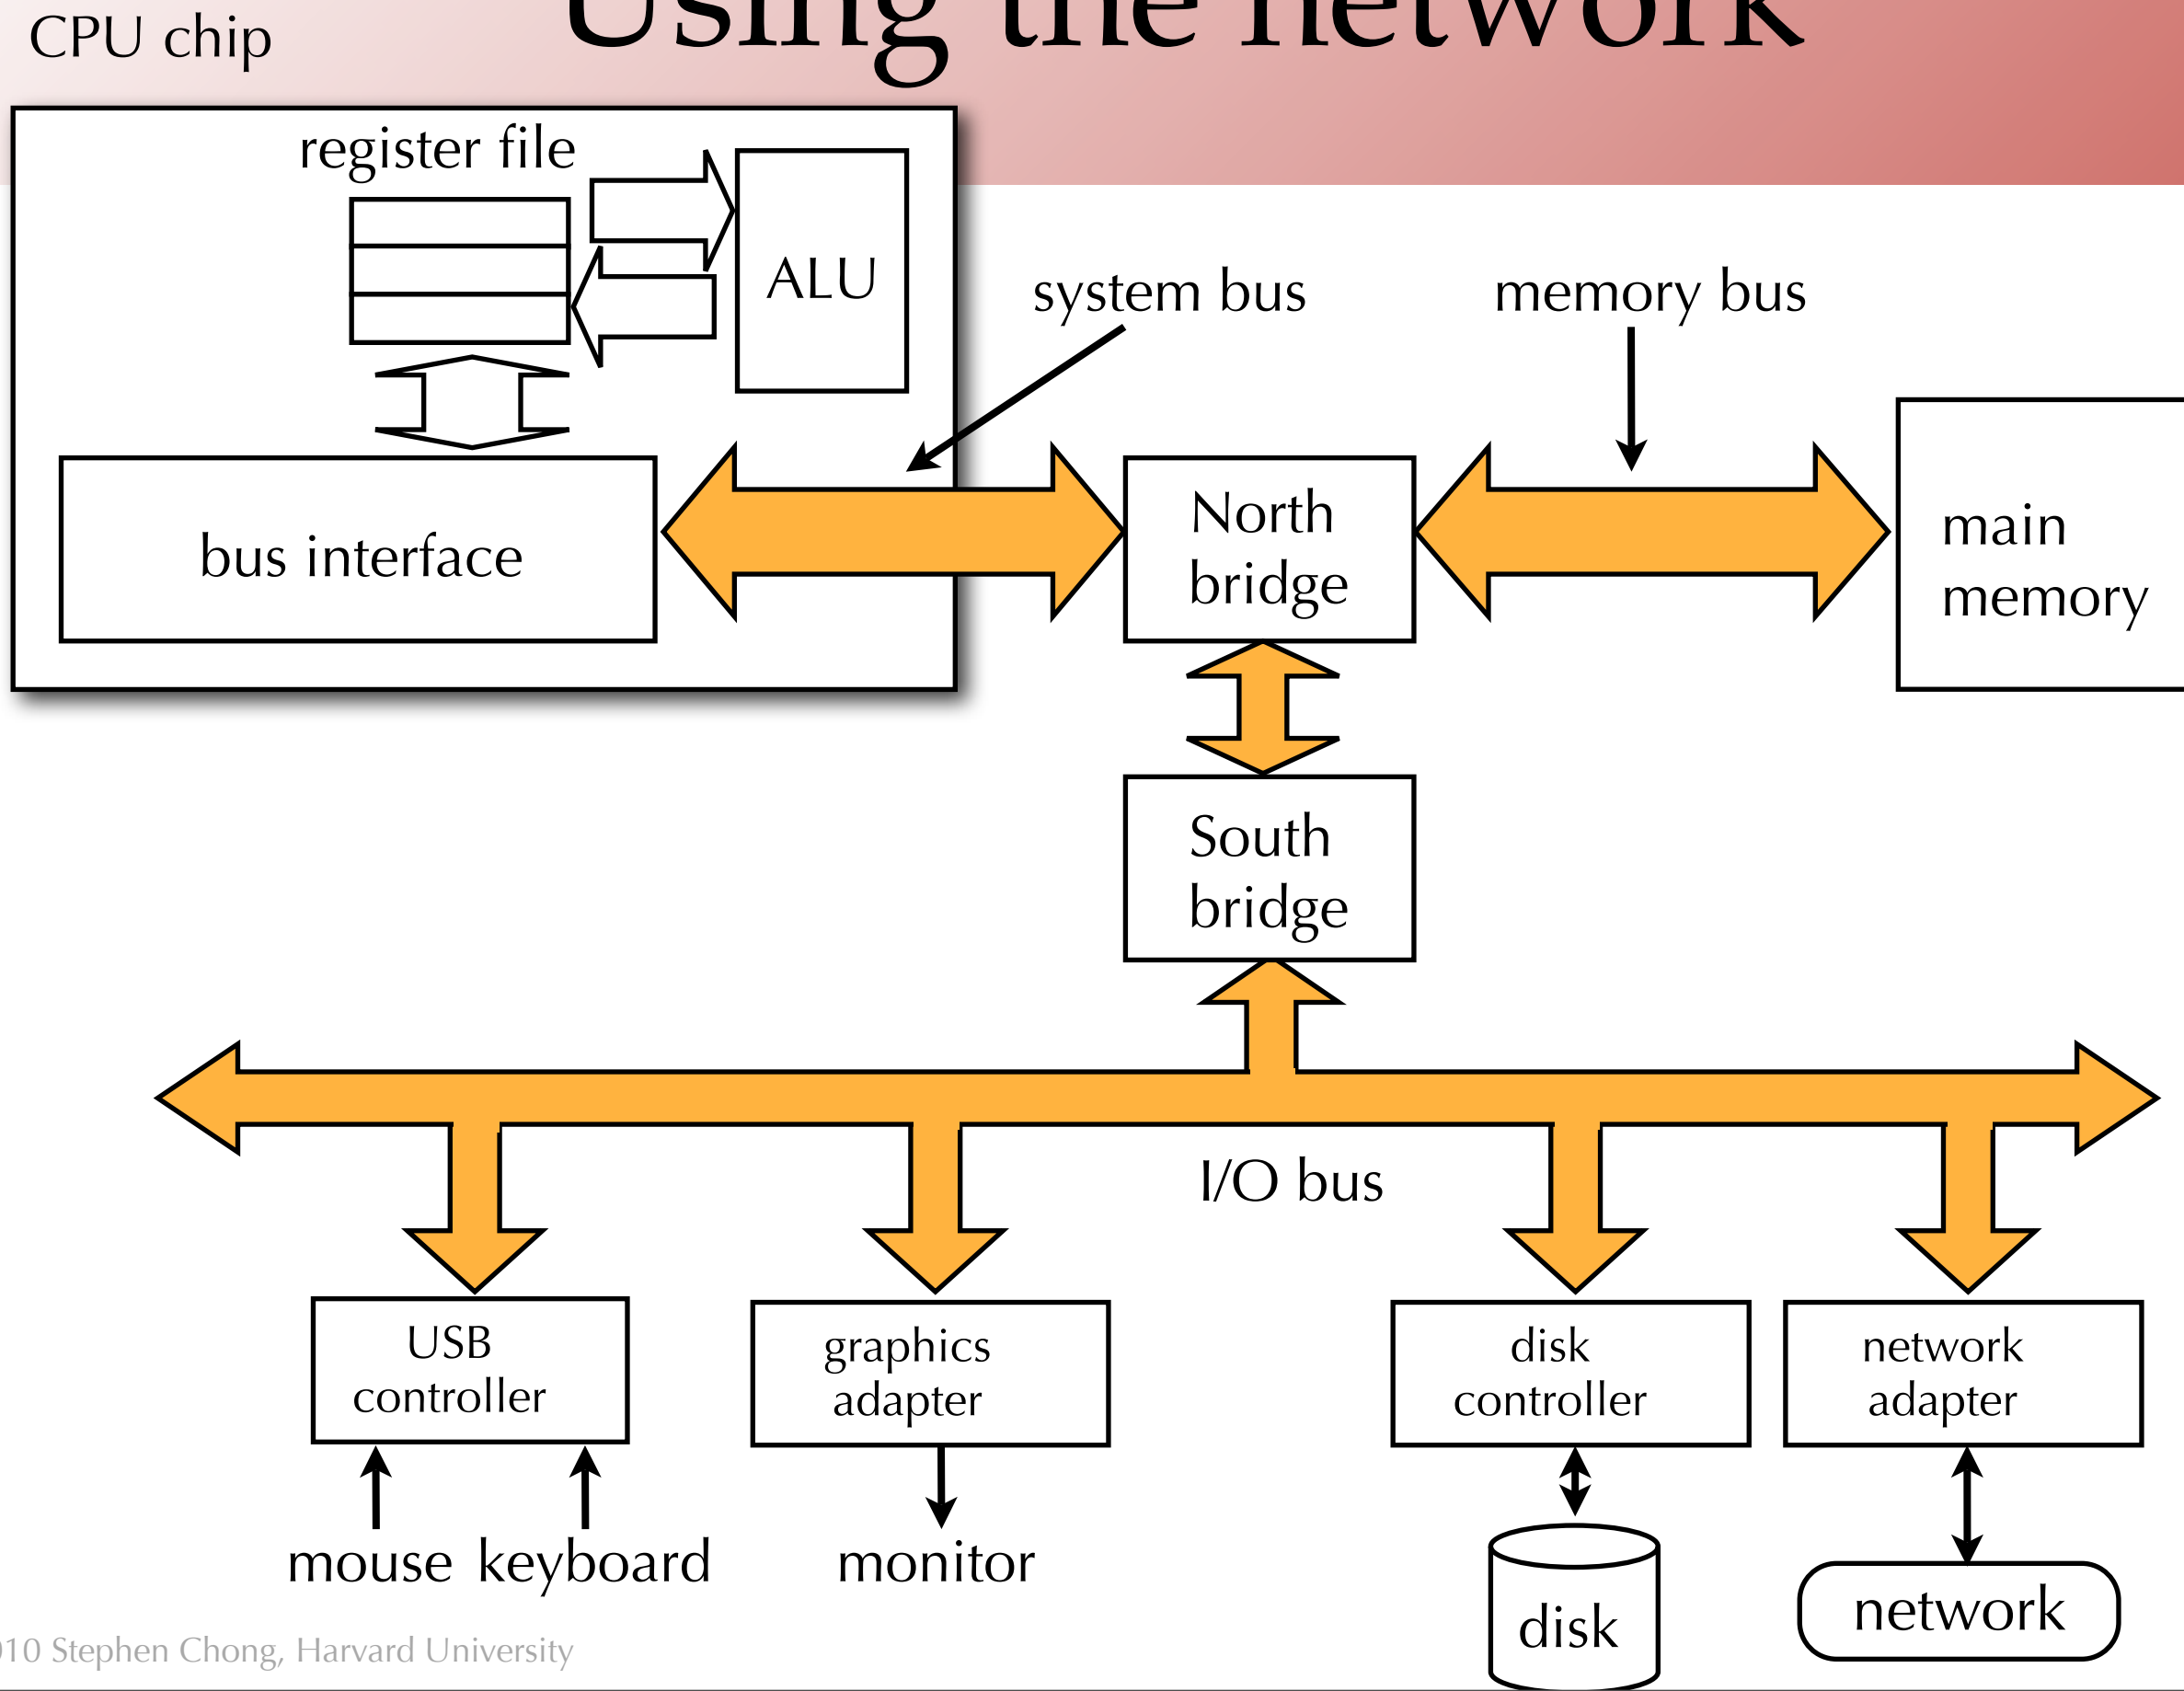 CPU chip
Using the network
register file
ALU
system bus
memory bus
bus interface
North
bridge
main
memory
South
bridge
I/O bus
USB
controller
graphics
adapter
disk
controller
network
adapter
mouse
keyboard
monitor
disk
network
10 Stephen Chong, Harvard University